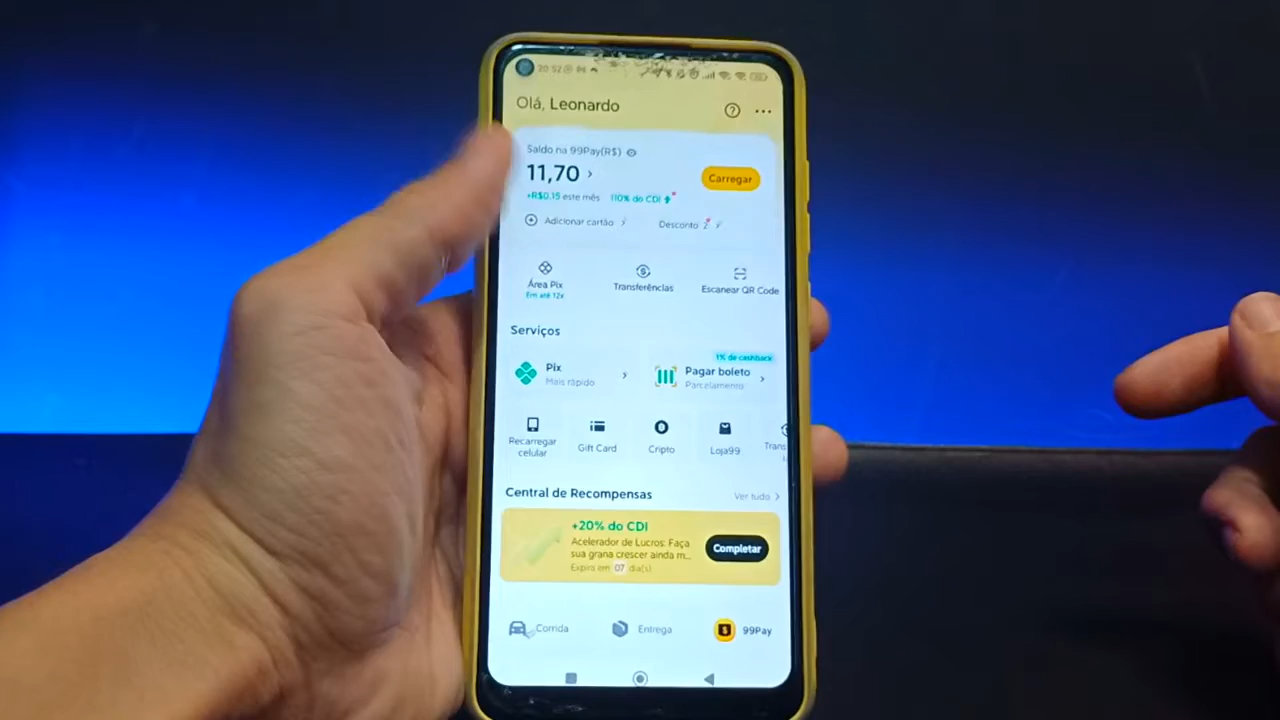 20:52
Olá, Leonardo
Saldo na 99Pay(R$)
11,70 ›
Carregar
+R$0,15 este mês 110% do CDI
Adicionar cartão
Desconto 2
Área Pix
Em até 12x
Transferências
Escanear QR Code
Serviços
Pix
Mais rápido
1% de cashback
Pagar boleto
Parcelamento
Recarregar
celular
Gift Card
Cripto
Loja99
Trans
Central de Recompensas
Ver tudo
+20% do CDI
Acelerador de Lucros: Faça
sua grana crescer ainda m...
Expira em 07 dia(s)
Completar
Corrida
Entrega
99Pay